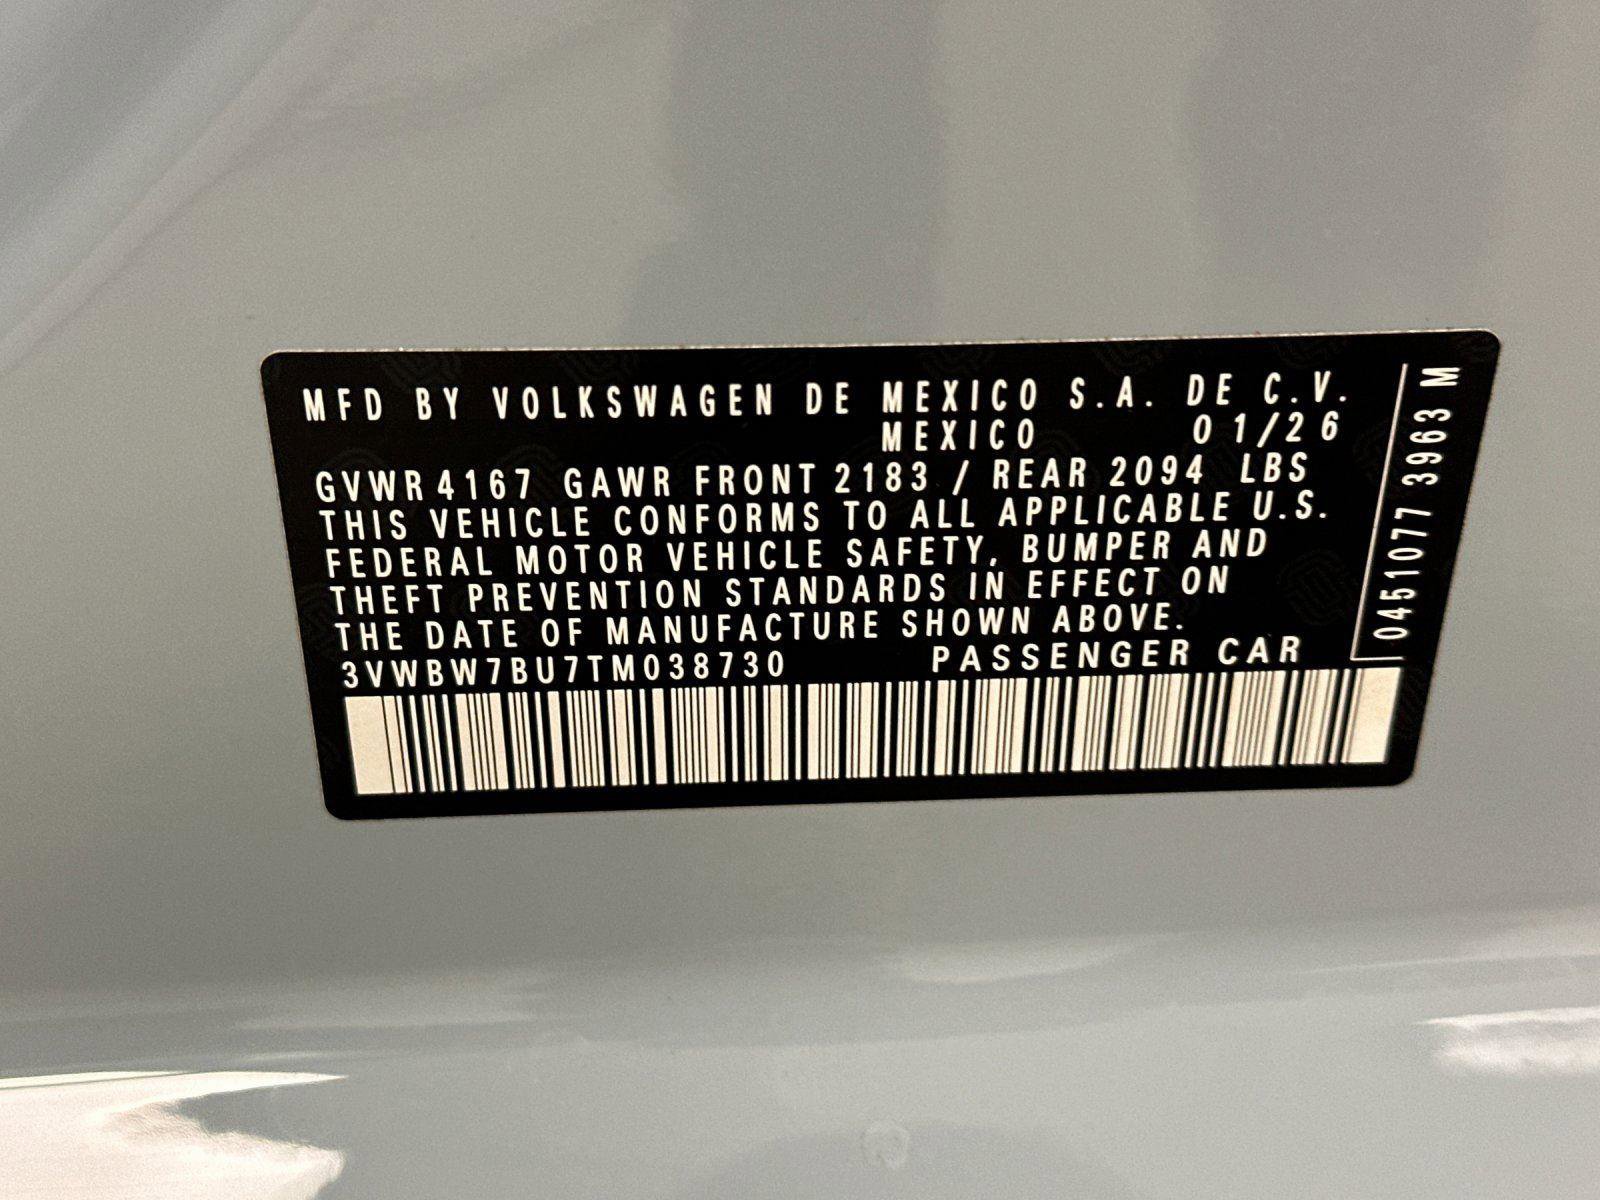 MFD BY VOLKSWAGEN DE MEXICO S.A. DE C.V.
MEXICO 01/26
GVWR 4167 GAWR FRONT 2183 / REAR 2094 LBS
THIS VEHICLE CONFORMS TO ALL APPLICABLE U.S.
FEDERAL MOTOR VEHICLE SAFETY, BUMPER AND
THEFT PREVENTION STANDARDS IN EFFECT ON
THE DATE OF MANUFACTURE SHOWN ABOVE.
3VWBW7BU7TM038730 PASSENGER CAR
0451077 3963 M